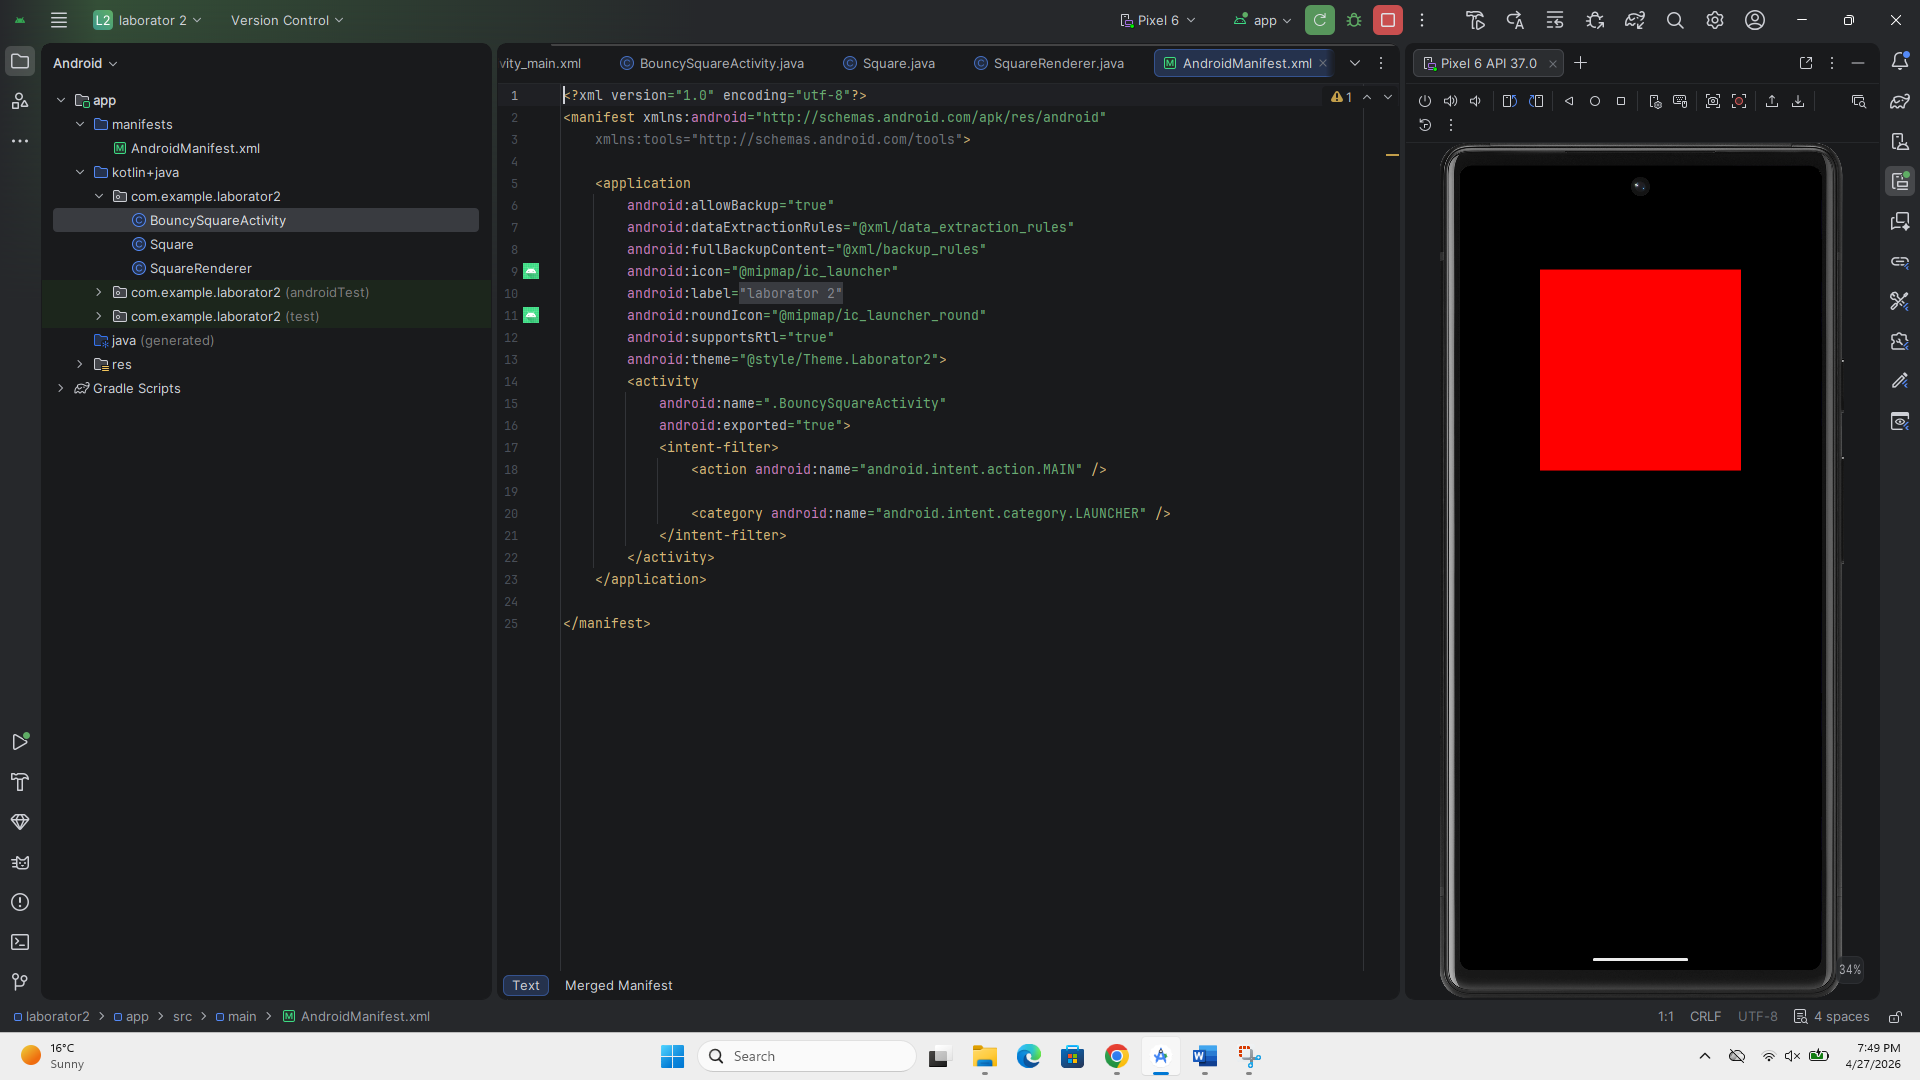 L2 laborator 2 Version Control Pixel 6 app
Android
app
manifests
AndroidManifest.xml
kotlin+java
com.example.laborator2
BouncySquareActivity
Square
SquareRenderer
com.example.laborator2 (androidTest)
com.example.laborator2 (test)
java (generated)
res
Gradle Scripts
vity_main.xml BouncySquareActivity.java Square.java SquareRenderer.java AndroidManifest.xml
1
1 <?xml version="1.0" encoding="utf-8"?>
2 <manifest xmlns:android="http://schemas.android.com/apk/res/android"
3 xmlns:tools="http://schemas.android.com/tools">
4
5 <application
6 android:allowBackup="true"
7 android:dataExtractionRules="@xml/data_extraction_rules"
8 android:fullBackupContent="@xml/backup_rules"
9 android:icon="@mipmap/ic_launcher"
10 android:label="laborator 2"
11 android:roundIcon="@mipmap/ic_launcher_round"
12 android:supportsRtl="true"
13 android:theme="@style/Theme.Laborator2">
14 <activity
15 android:name=".BouncySquareActivity"
16 android:exported="true">
17 <intent-filter>
18 <action android:name="android.intent.action.MAIN" />
19
20 <category android:name="android.intent.category.LAUNCHER" />
21 </intent-filter>
22 </activity>
23 </application>
24
25 </manifest>
Text Merged Manifest
Pixel 6 API 37.0
34%
laborator2 app src main AndroidManifest.xml
1:1 CRLF UTF-8 4 spaces
16°C
Sunny
Search
7:49 PM
4/27/2026